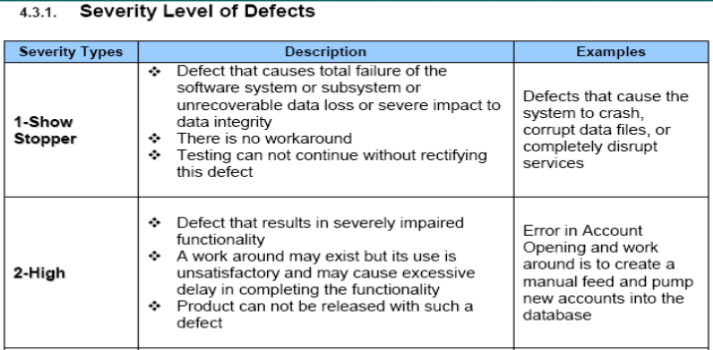 4.3.1. Severity Level of Defects
Severity Types Description Examples
1-Show
Stopper
❖ Defect that causes total failure of the
software system or subsystem or
unrecoverable data loss or severe impact to
data integrity
❖ There is no workaround
❖ Testing can not continue without rectifying
this defect
Defects that cause the
system to crash,
corrupt data files, or
completely disrupt
services
2-High
❖ Defect that results in severely impaired
functionality
❖ A work around may exist but its use is
unsatisfactory and may cause excessive
delay in completing the functionality
❖ Product can not be released with such a
defect
Error in Account
Opening and work
around is to create a
manual feed and pump
new accounts into the
database